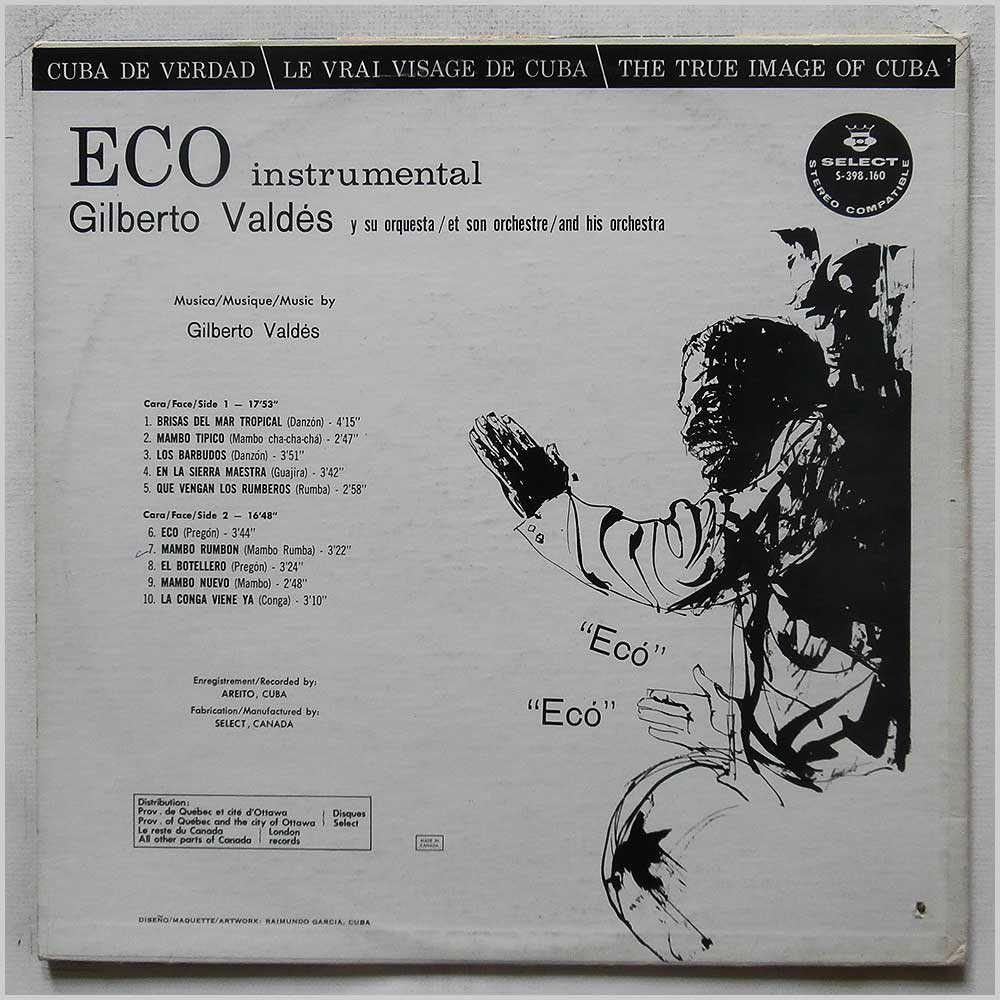 CUBA DE VERDAD \ LE VRAI VISAGE DE CUBA \ THE TRUE IMAGE OF CUBA
ECO instrumental
Gilberto Valdés y su orquesta/et son orchestre/and his orchestra
SELECT
S-398.160
STEREO COMPATIBLE
Musica/Musique/Music by
Gilberto Valdés
Cara/Face/Side 1 – 17'53"
1. BRISAS DEL MAR TROPICAL (Danzón) - 4'15"
2. MAMBO TIPICO (Mambo cha-cha-chá) - 2'47"
3. LOS BARBUDOS (Danzón) - 3'51"
4. EN LA SIERRA MAESTRA (Guajira) - 3'42"
5. QUE VENGAN LOS RUMBEROS (Rumba) - 2'58"
Cara/Face/Side 2 – 16'48"
6. ECO (Pregón) - 3'44"
7. MAMBO RUMBON (Mambo Rumba) - 3'22"
8. EL BOTELLERO (Pregón) - 3'24"
9. MAMBO NUEVO (Mambo) - 2'48"
10. LA CONGA VIENE YA (Conga) - 3'10"
"Ecó"
"Ecó"
Enregistrement/Recorded by:
AREITO, CUBA
Fabrication/Manufactured by:
SELECT, CANADA
Distribution:
Prov. de Québec et cité d'Ottawa
Prov. of Québec and the city of Ottawa
Disques
Select
Le reste du Canada
All other parts of Canada
London
records
MADE IN
CANADA
DISEÑO/MAQUETTE/ARTWORK: RAIMUNDO GARCIA, CUBA